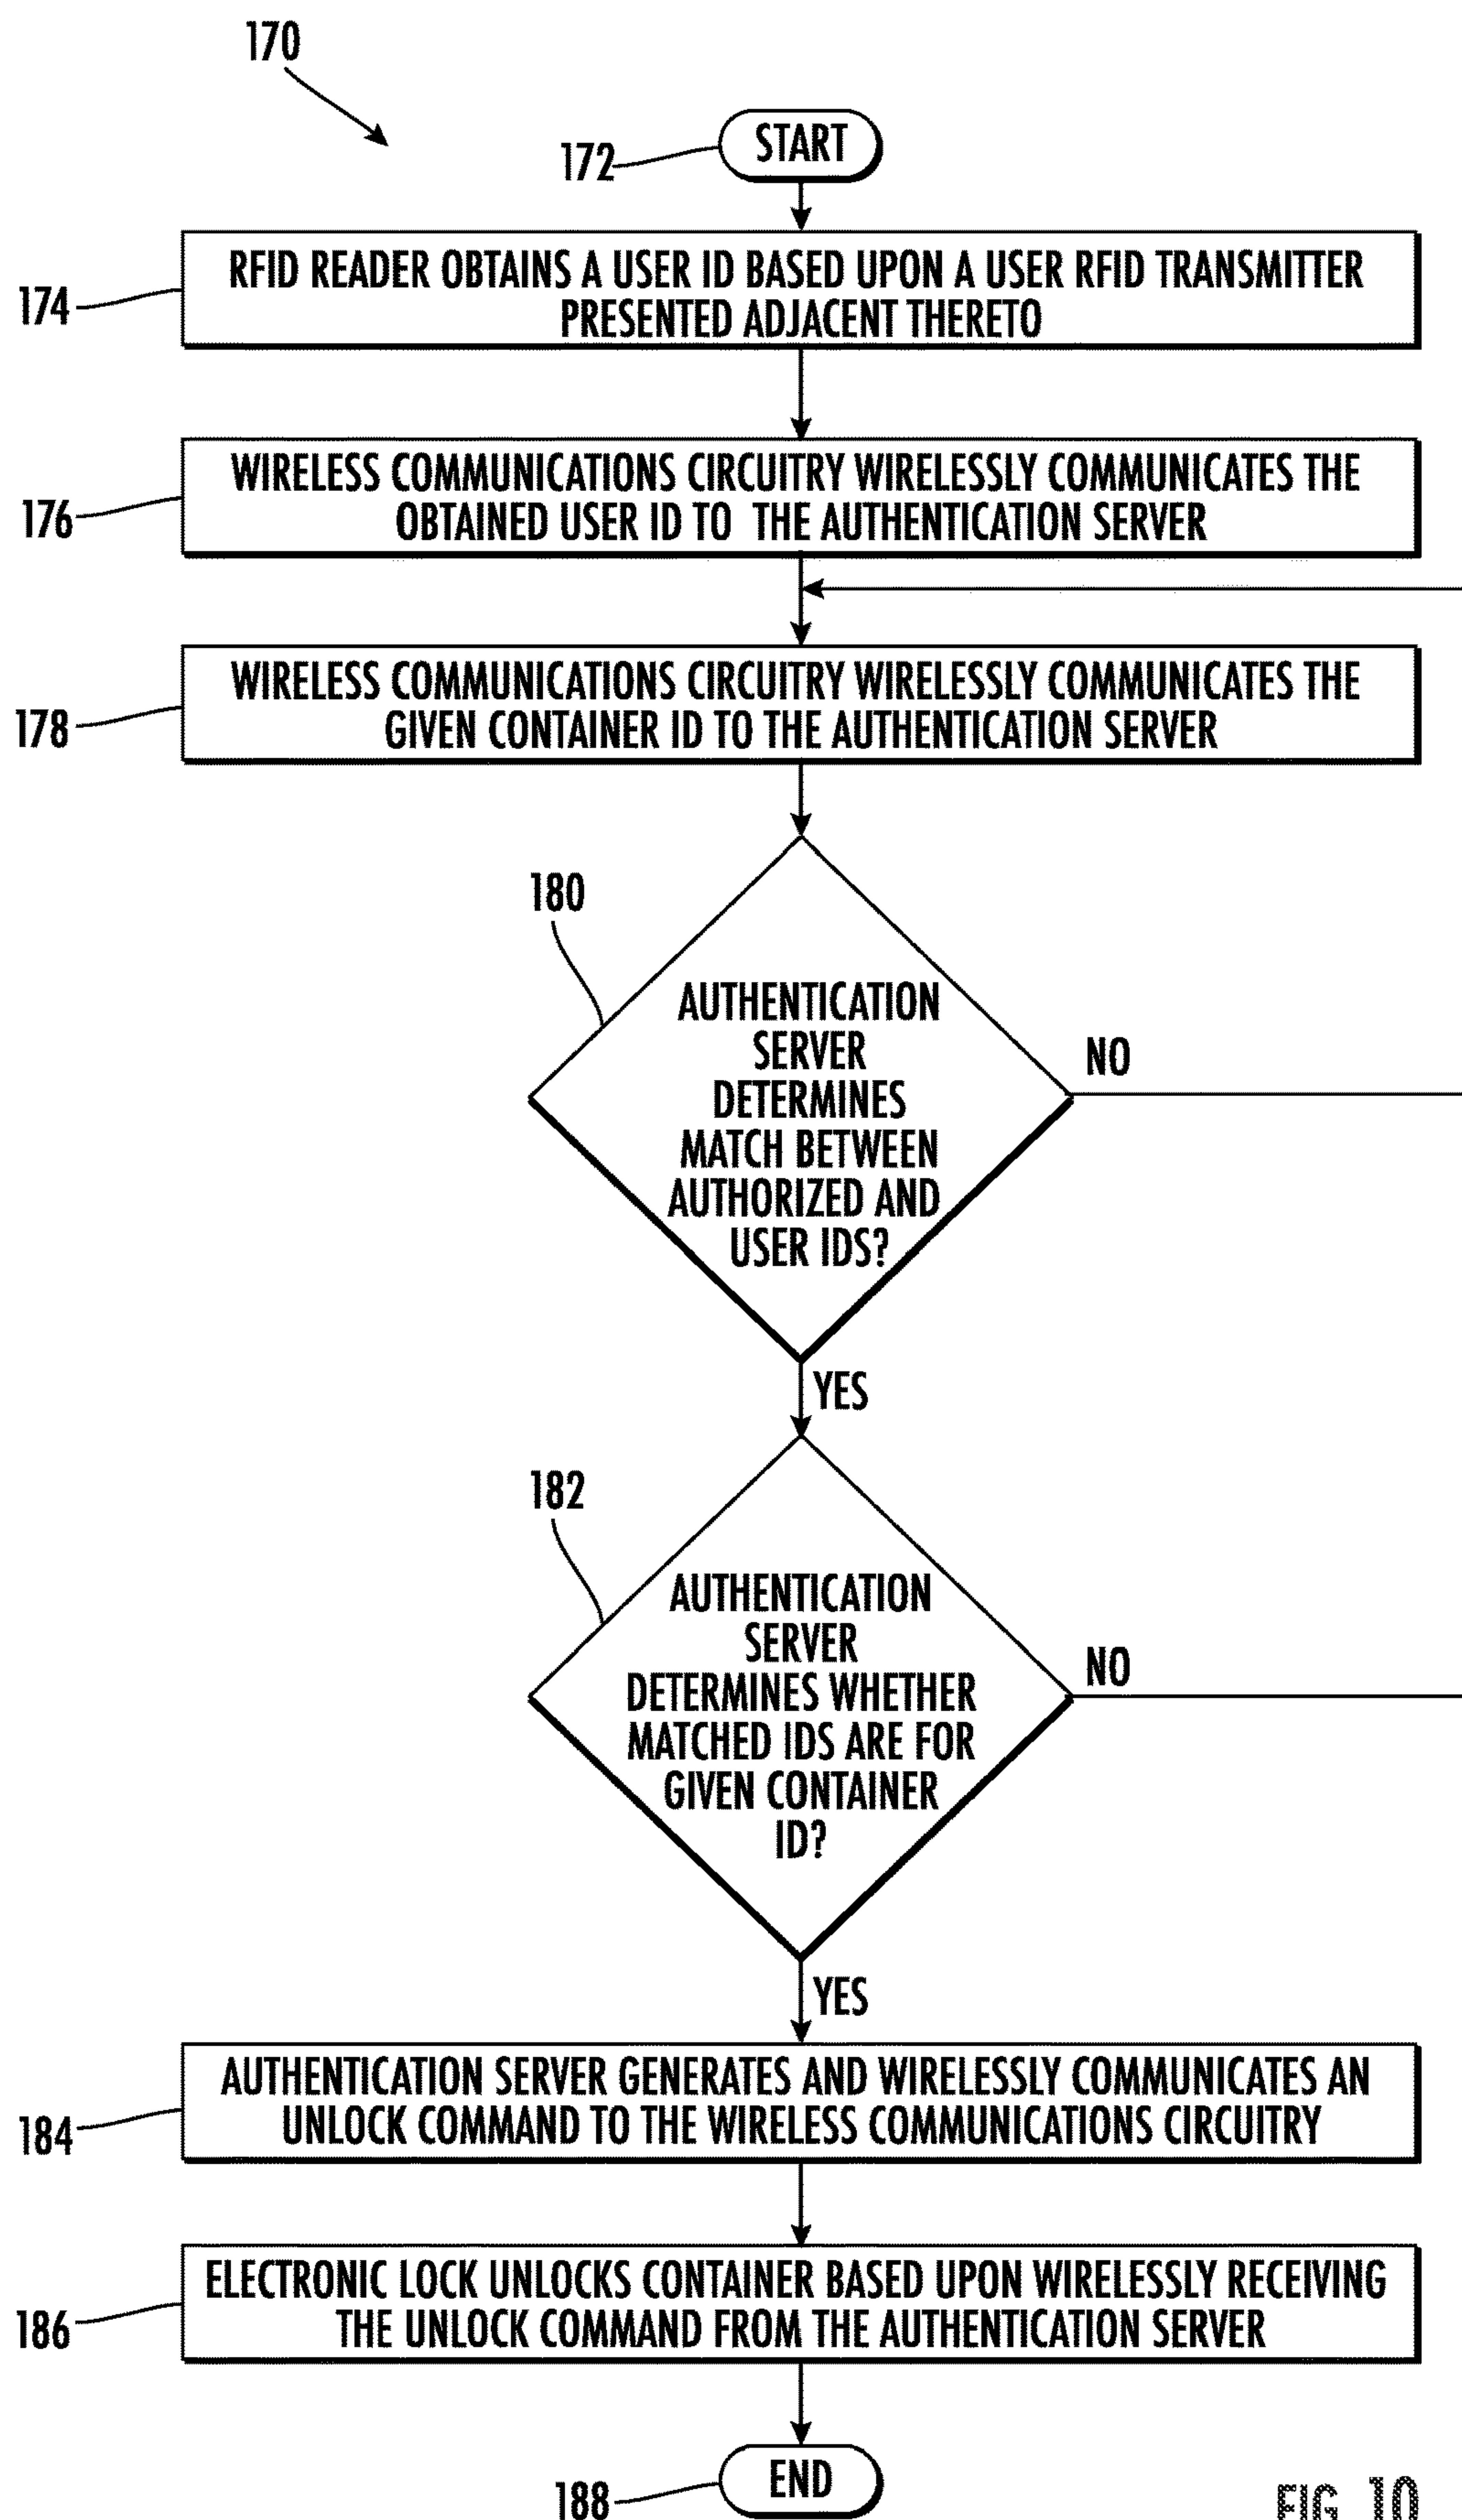 170
172
START
174
RFID READER OBTAINS A USER ID BASED UPON A USER RFID TRANSMITTER
PRESENTED ADJACENT THERETO
176
WIRELESS COMMUNICATIONS CIRCUITRY WIRELESSLY COMMUNICATES THE
OBTAINED USER ID TO THE AUTHENTICATION SERVER
178
WIRELESS COMMUNICATIONS CIRCUITRY WIRELESSLY COMMUNICATES THE
GIVEN CONTAINER ID TO THE AUTHENTICATION SERVER
180
AUTHENTICATION
SERVER
DETERMINES
MATCH BETWEEN
AUTHORIZED AND
USER IDS?
NO
YES
182
AUTHENTICATION
SERVER
DETERMINES WHETHER
MATCHED IDS ARE FOR
GIVEN CONTAINER
ID?
NO
YES
184
AUTHENTICATION SERVER GENERATES AND WIRELESSLY COMMUNICATES AN
UNLOCK COMMAND TO THE WIRELESS COMMUNICATIONS CIRCUITRY
186
ELECTRONIC LOCK UNLOCKS CONTAINER BASED UPON WIRELESSLY RECEIVING
THE UNLOCK COMMAND FROM THE AUTHENTICATION SERVER
188
END
FIG. 10